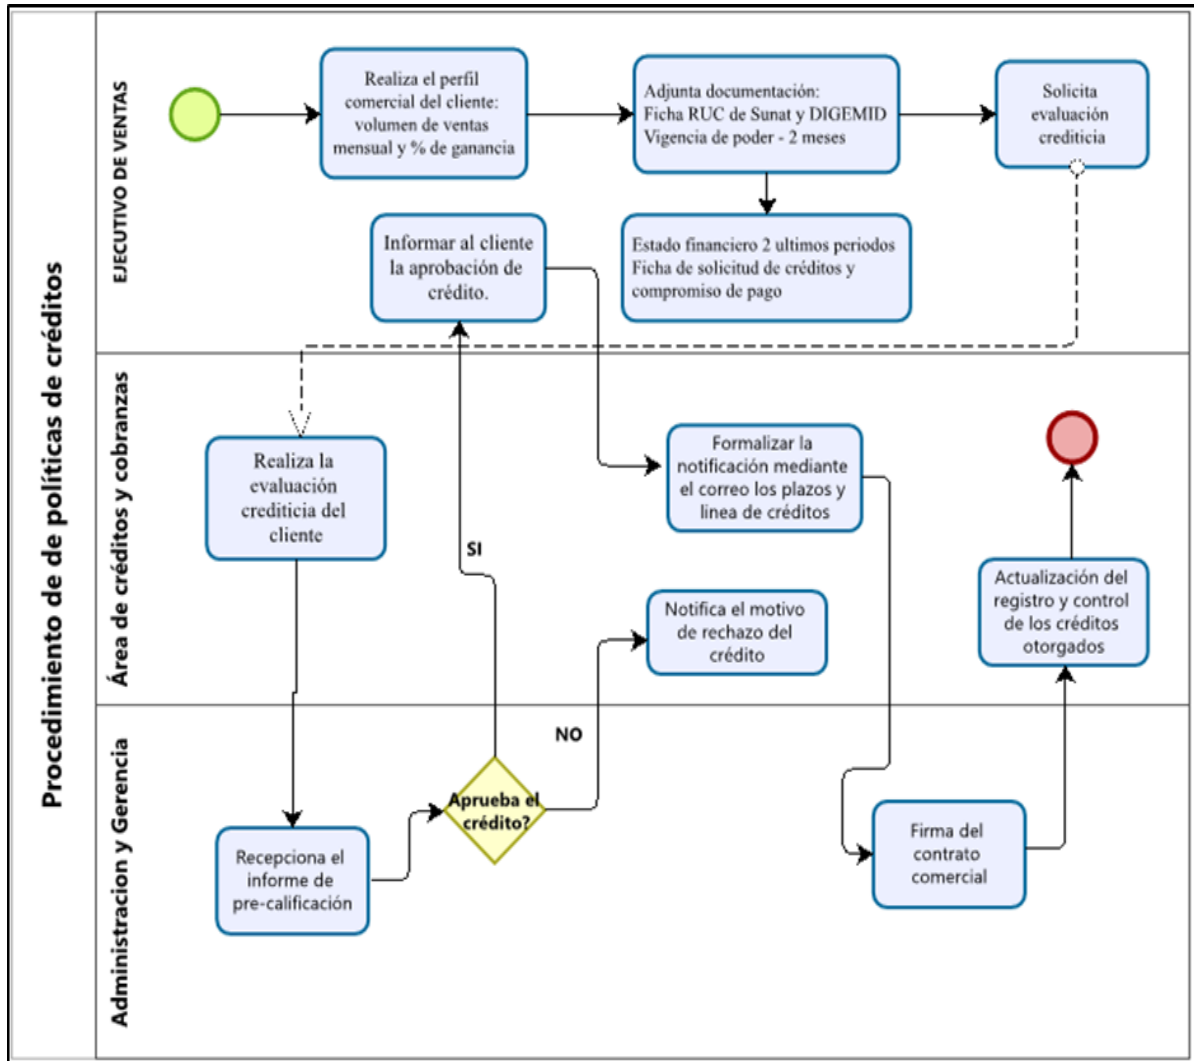 Procedimiento de de políticas de créditos
EJECUTIVO DE VENTAS
Realiza el perfil
comercial del cliente:
volumen de ventas
mensual y % de ganancia
Adjunta documentación:
Ficha RUC de Sunat y DIGEMID
Vigencia de poder - 2 meses
Solicita
evaluación
crediticia
Informar al cliente
la aprobación de
crédito.
Estado financiero 2 ultimos periodos
Ficha de solicitud de créditos y
compromiso de pago
Área de créditos y cobranzas
Realiza la
evaluación
crediticia del
cliente
Formalizar la
notificación mediante
el correo los plazos y
linea de créditos
SI
Notifica el motivo
de rechazo del
crédito
Actualización del
registro y control
de los créditos
otorgados
Administracion y Gerencia
NO
Aprueba el
crédito?
Recepciona el
informe de
pre-calificación
Firma del
contrato
comercial